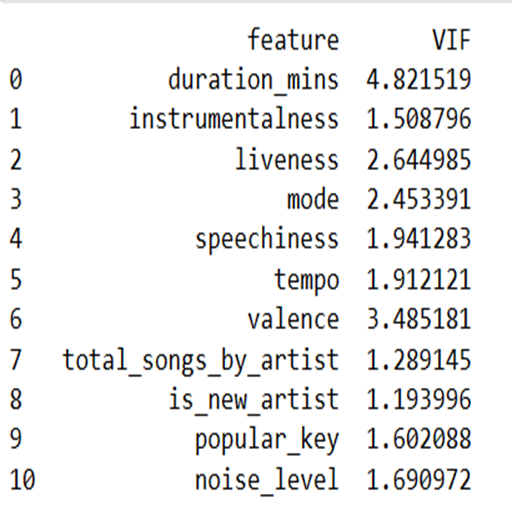 feature VIF
0 duration_mins 4.821519
1 instrumentalness 1.508796
2 liveness 2.644985
3 mode 2.453391
4 speechiness 1.941283
5 tempo 1.912121
6 valence 3.485181
7 total_songs_by_artist 1.289145
8 is_new_artist 1.193996
9 popular_key 1.602088
10 noise_level 1.690972